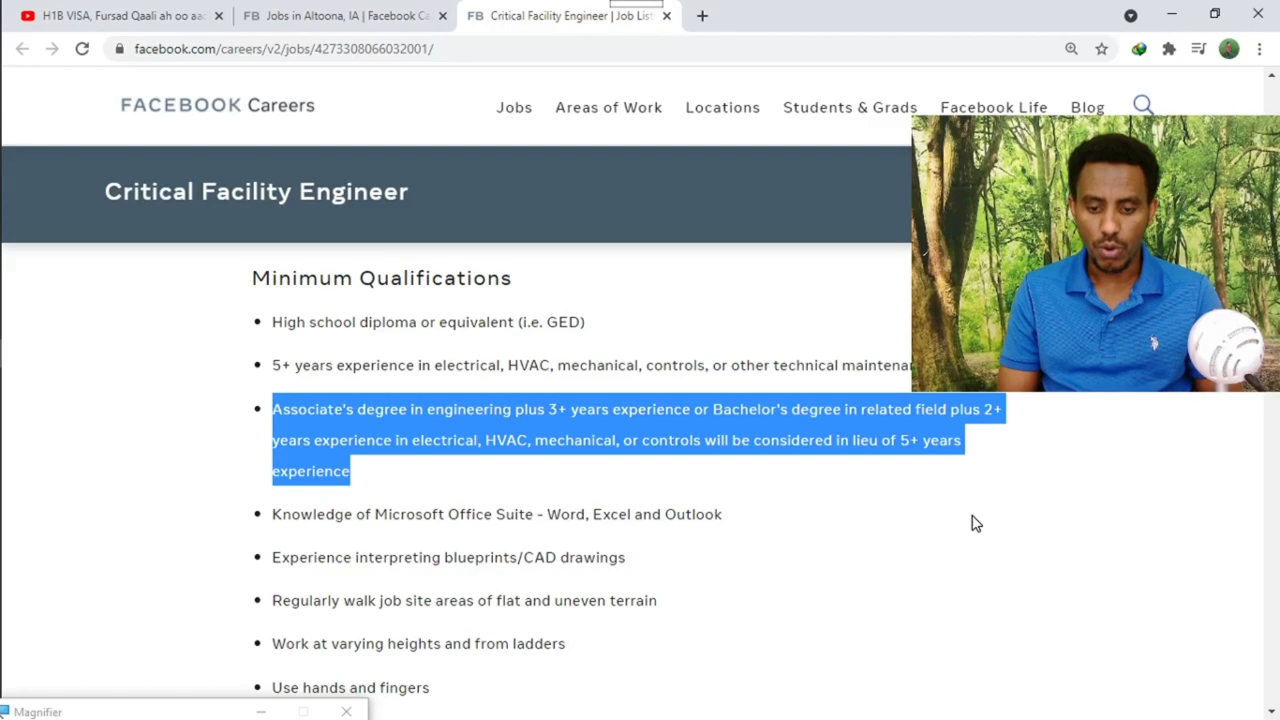 H1B VISA, Fursad Qaali ah oo aad
Jobs in Altoona, IA | Facebook Ca
Critical Facility Engineer | Job List
facebook.com/careers/v2/jobs/4273308066032001/
FACEBOOK Careers
Jobs Areas of Work Locations Students & Grads Facebook Life Blog
Critical Facility Engineer
Minimum Qualifications
High school diploma or equivalent (i.e. GED)
5+ years experience in electrical, HVAC, mechanical, controls, or other technical maintenan
Associate's degree in engineering plus 3+ years experience or Bachelor's degree in related field plus 2+
years experience in electrical, HVAC, mechanical, or controls will be considered in lieu of 5+ years
experience
Knowledge of Microsoft Office Suite - Word, Excel and Outlook
Experience interpreting blueprints/CAD drawings
Regularly walk job site areas of flat and uneven terrain
Work at varying heights and from ladders
Use hands and fingers
Magnifier